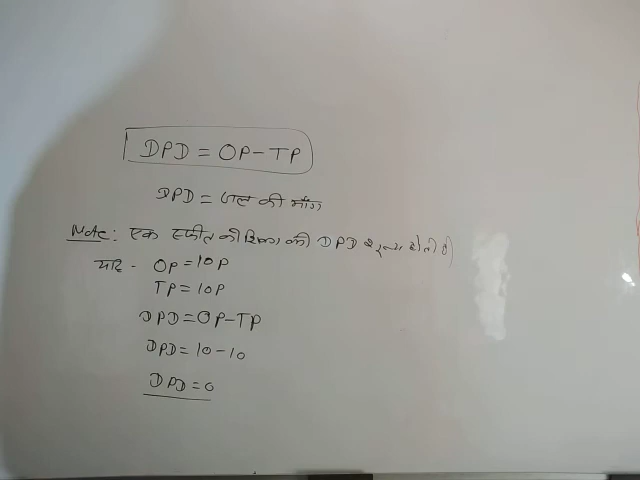 DPD = OP - TP
DPD = जल की माँग
Note: एक स्फीत कोशिका की DPD शून्य होती है
यदि - OP = 10P
TP = 10P
DPD = OP - TP
DPD = 10 - 10
DPD = 0